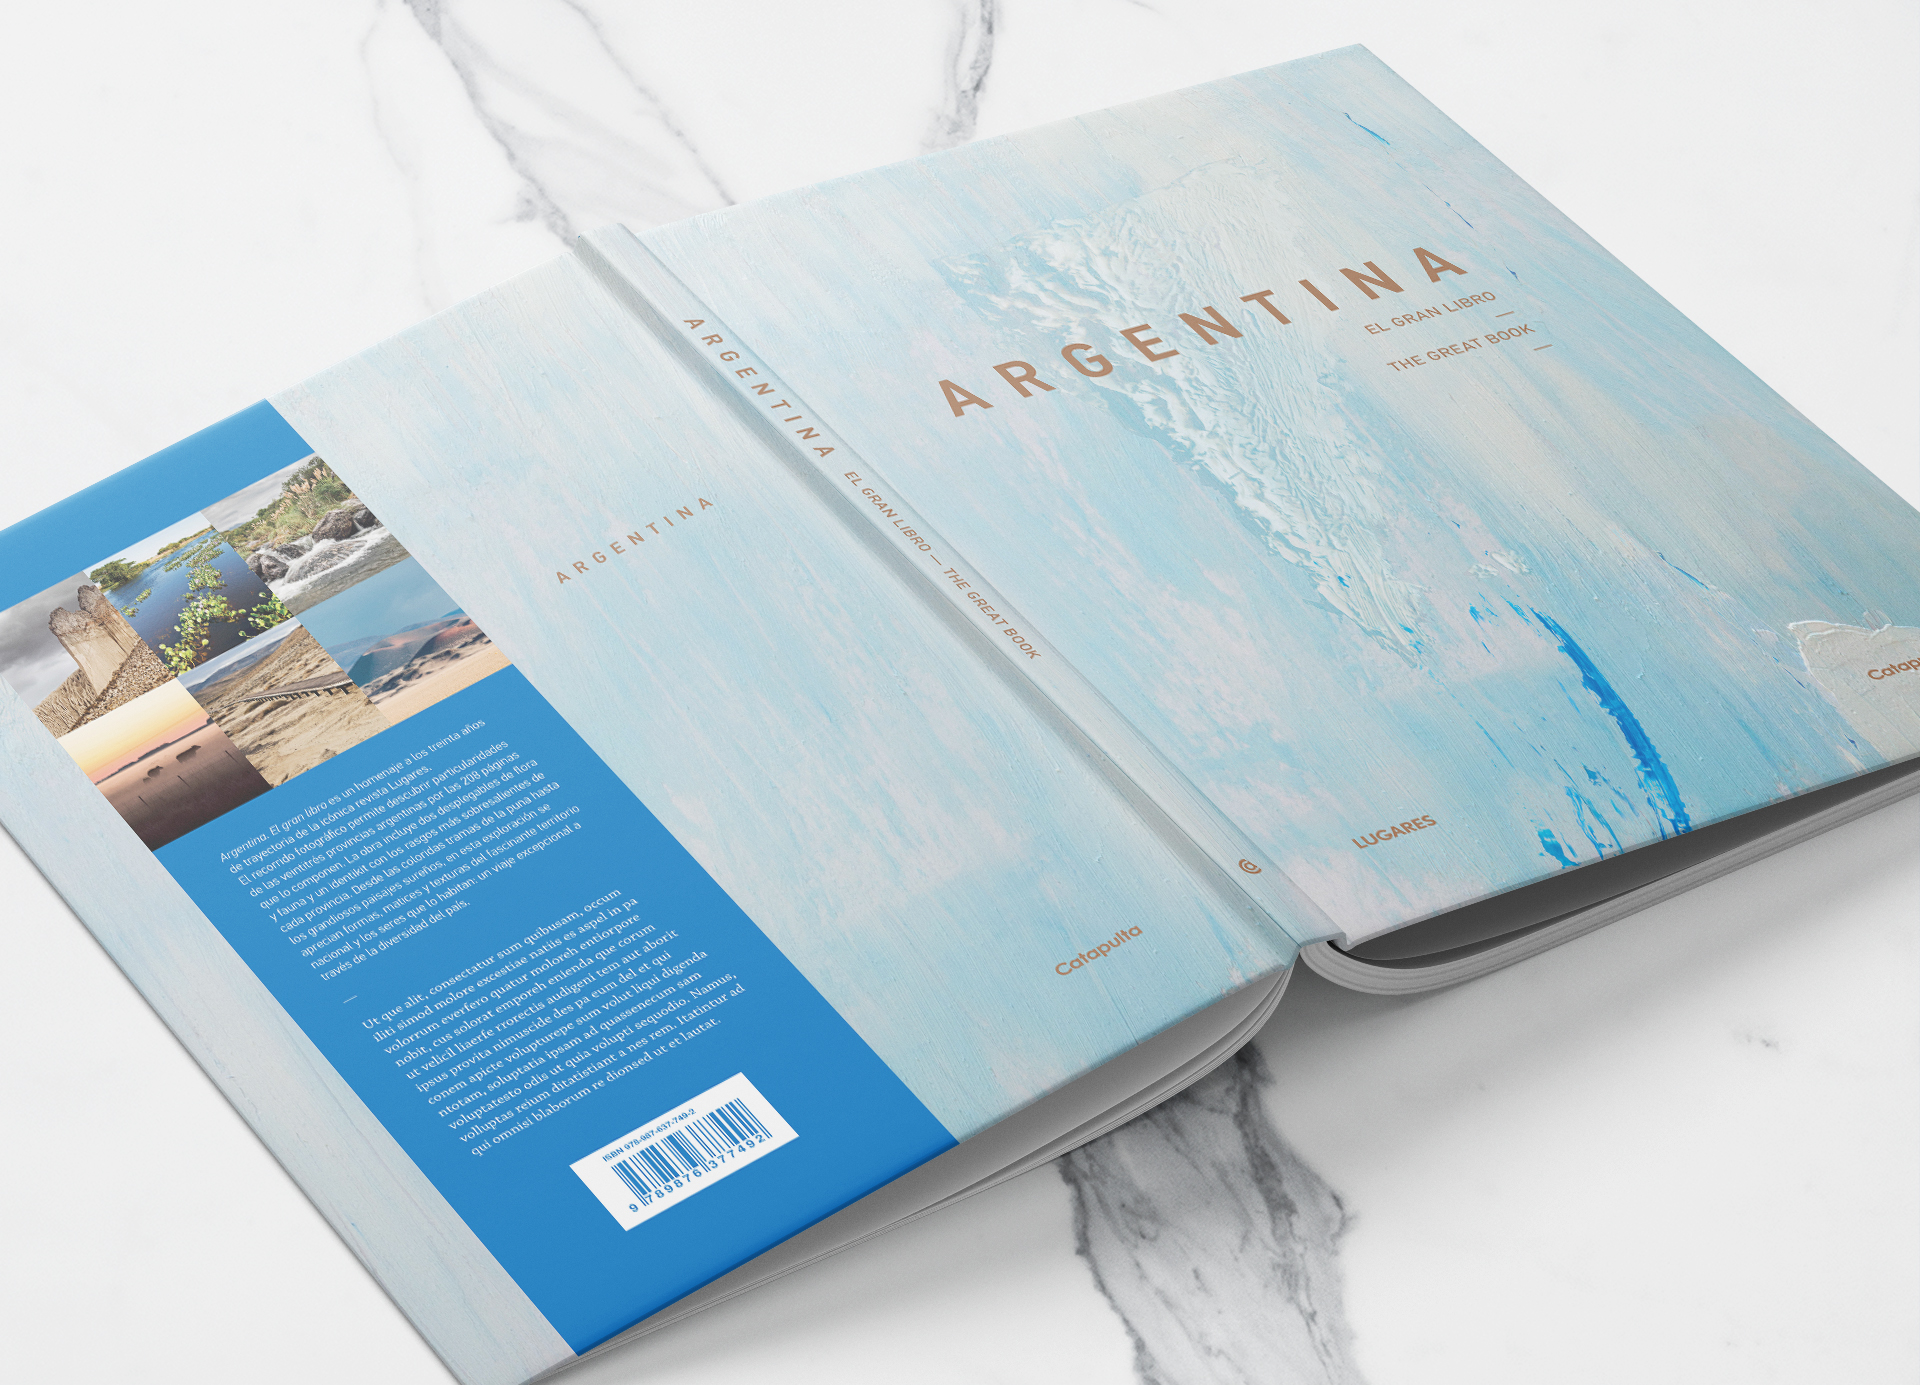 ARGENTINA
EL GRAN LIBRO
—
THE GREAT BOOK
—
LUGARES
Catap
ARGENTINA EL GRAN LIBRO — THE GREAT BOOK
ARGENTINA
Catapulta
Argentina. El gran libro es un homenaje a los treinta años
de trayectoria de la icónica revista Lugares.
El recorrido fotográfico permite descubrir particularidades
de las veintitrés provincias argentinas por las 208 páginas
que lo componen. La obra incluye dos desplegables de flora
y fauna y un identikit con los rasgos más sobresalientes de
cada provincia. Desde las coloridas tramas de la puna hasta
los grandiosos paisajes sureños, en esta exploración se
aprecian formas, matices y texturas del fascinante territorio
nacional y los seres que lo habitan: un viaje excepcional a
través de la diversidad del país.
—
Ut que alit, consectatur sum quibusam, occum
iliti simod molore excestiae natiis es aspel in pa
volorrum everfero quatur moloreh entiorpore
nobit, cus solorat emporeh enienda que corum
ut velicil liaerfe rrorectis audigeni tem aut aborit
ipsus provita nimuscide des pa eum del et qui
conem apicte volupturepe sum volut liquid digenda
ntotam, soluptatia ipsam ad quassenecum sam
voluptatesto odis ut quia volupti sequodio. Namus,
volluptas reium ditatistiant a nes rem. Itatintur ad
qui omnisi blaborum re dionsed ut et lautat.
ISBN 978-987-637-749-2
9 789876 377492